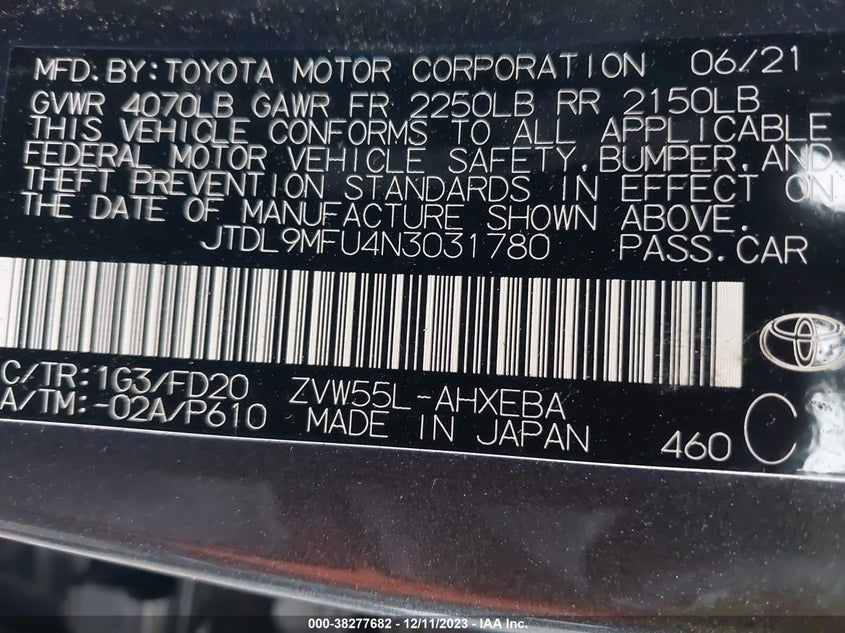 MFD. BY: TOYOTA MOTOR CORPORATION 06/21
GVWR 4070LB GAWR FR 2250LB RR 2150LB
THIS VEHICLE CONFORMS TO ALL APPLICABLE
FEDERAL MOTOR VEHICLE SAFETY, BUMPER, AND
THEFT PREVENTION STANDARDS IN EFFECT ON
THE DATE OF MANUFACTURE SHOWN ABOVE.
JTDL9MFU4N3031780 PASS. CAR
C/TR: 1G3/FD20 ZVW55L-AHXEBA
A/TM: -02A/P610 MADE IN JAPAN 460 C
000-38277682 - 12/11/2023 - IAA Inc.